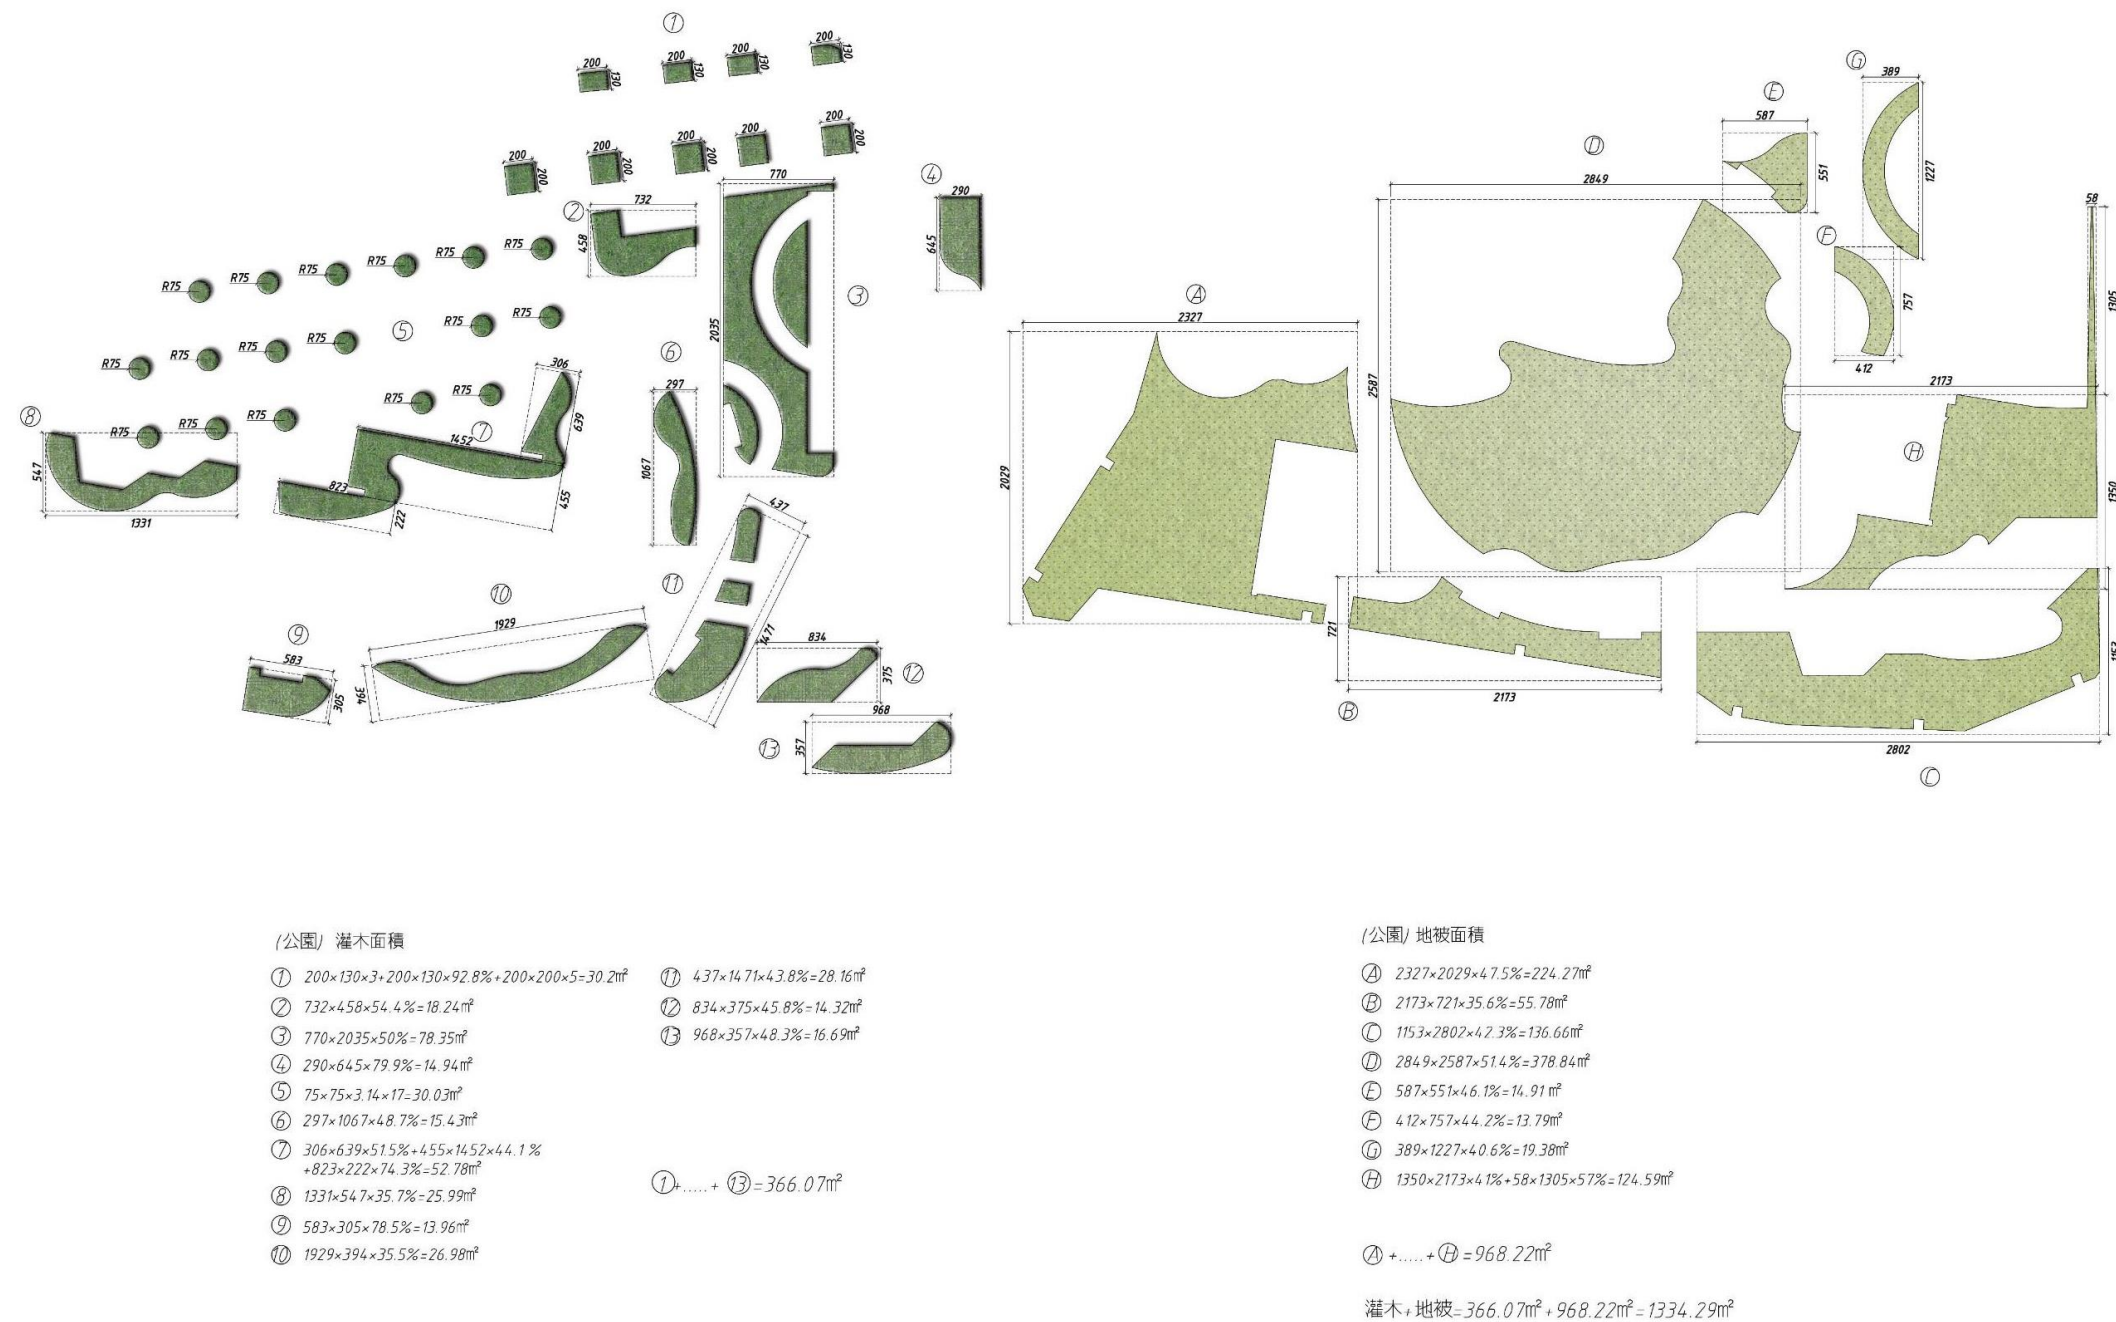 ①
200 130
200 130
200 130
200 130
200 200
200 200
200 200
200
200 200
② 732 458
770 2035 ③
④ 290 645
R75 R75 R75 R75 R75 R75
R75 R75 R75 R75 ⑤ R75 R75
R75 R75 R75 R75 R75
⑥ 297 1067
⑦ 306 639 1452 455 823 222
⑧ 547 1331
⑨ 583 305
⑩ 1929 394
⑪ 437 1471
834 375 ⑫
⑬ 968 357
Ⓐ 2327 2029
721 2173 Ⓑ
1153 2802 Ⓒ
Ⓓ 2849 2587
Ⓔ 587 551
Ⓕ 757 412
Ⓖ 389 1227
Ⓗ 58 1305 2173 1350
(公園) 灌木面積
① 200×130×3+200×130×92.8%+200×200×5=30.2㎡
② 732×458×54.4%=18.24㎡
③ 770×2035×50%=78.35㎡
④ 290×645×79.9%=14.94㎡
⑤ 75×75×3.14×17=30.03㎡
⑥ 297×1067×48.7%=15.43㎡
⑦ 306×639×51.5%+455×1452×44.1%
+823×222×74.3%=52.78㎡
⑧ 1331×547×35.7%=25.99㎡
⑨ 583×305×78.5%=13.96㎡
⑩ 1929×394×35.5%=26.98㎡
⑪ 437×1471×43.8%=28.16㎡
⑫ 834×375×45.8%=14.32㎡
⑬ 968×357×48.3%=16.69㎡
①+.....+⑬=366.07㎡
(公園) 地被面積
Ⓐ 2327×2029×47.5%=224.27㎡
Ⓑ 2173×721×35.6%=55.78㎡
Ⓒ 1153×2802×42.3%=136.66㎡
Ⓓ 2849×2587×51.4%=378.84㎡
Ⓔ 587×551×46.1%=14.91㎡
Ⓕ 412×757×44.2%=13.79㎡
Ⓖ 389×1227×40.6%=19.38㎡
Ⓗ 1350×2173×41%+58×1305×57%=124.59㎡
Ⓐ+.....+Ⓗ=968.22㎡
灌木+地被=366.07㎡+968.22㎡=1334.29㎡